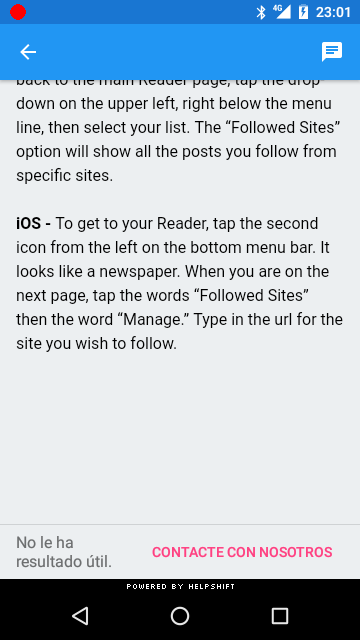 4G 23:01
back to the main Reader page, tap the drop-
down on the upper left, right below the menu
line, then select your list. The “Followed Sites”
option will show all the posts you follow from
specific sites.
iOS - To get to your Reader, tap the second
icon from the left on the bottom menu bar. It
looks like a newspaper. When you are on the
next page, tap the words “Followed Sites”
then the word “Manage.” Type in the url for the
site you wish to follow.
No le ha
resultado útil.
CONTACTE CON NOSOTROS
POWERED BY HELPSHIFT